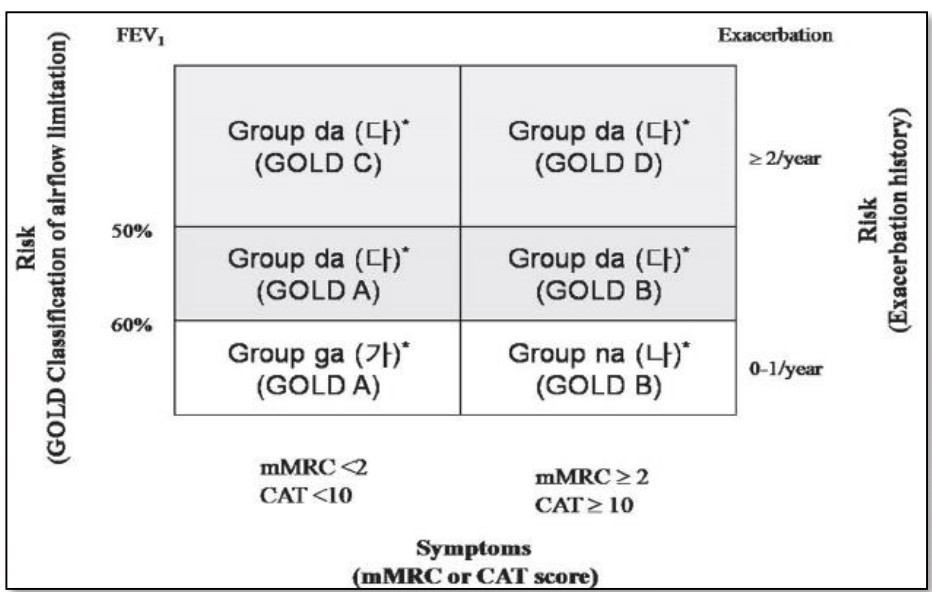 FEV₁
Exacerbation
Group da (다)*
(GOLD C)
Group da (다)*
(GOLD D)
≥ 2/year
50%
Group da (다)*
(GOLD A)
Group da (다)*
(GOLD B)
60%
Group ga (가)*
(GOLD A)
Group na (나)*
(GOLD B)
0-1/year
Risk
(GOLD Classification of airflow limitation)
Risk
(Exacerbation history)
mMRC <2
CAT <10
mMRC ≥ 2
CAT ≥ 10
Symptoms
(mMRC or CAT score)